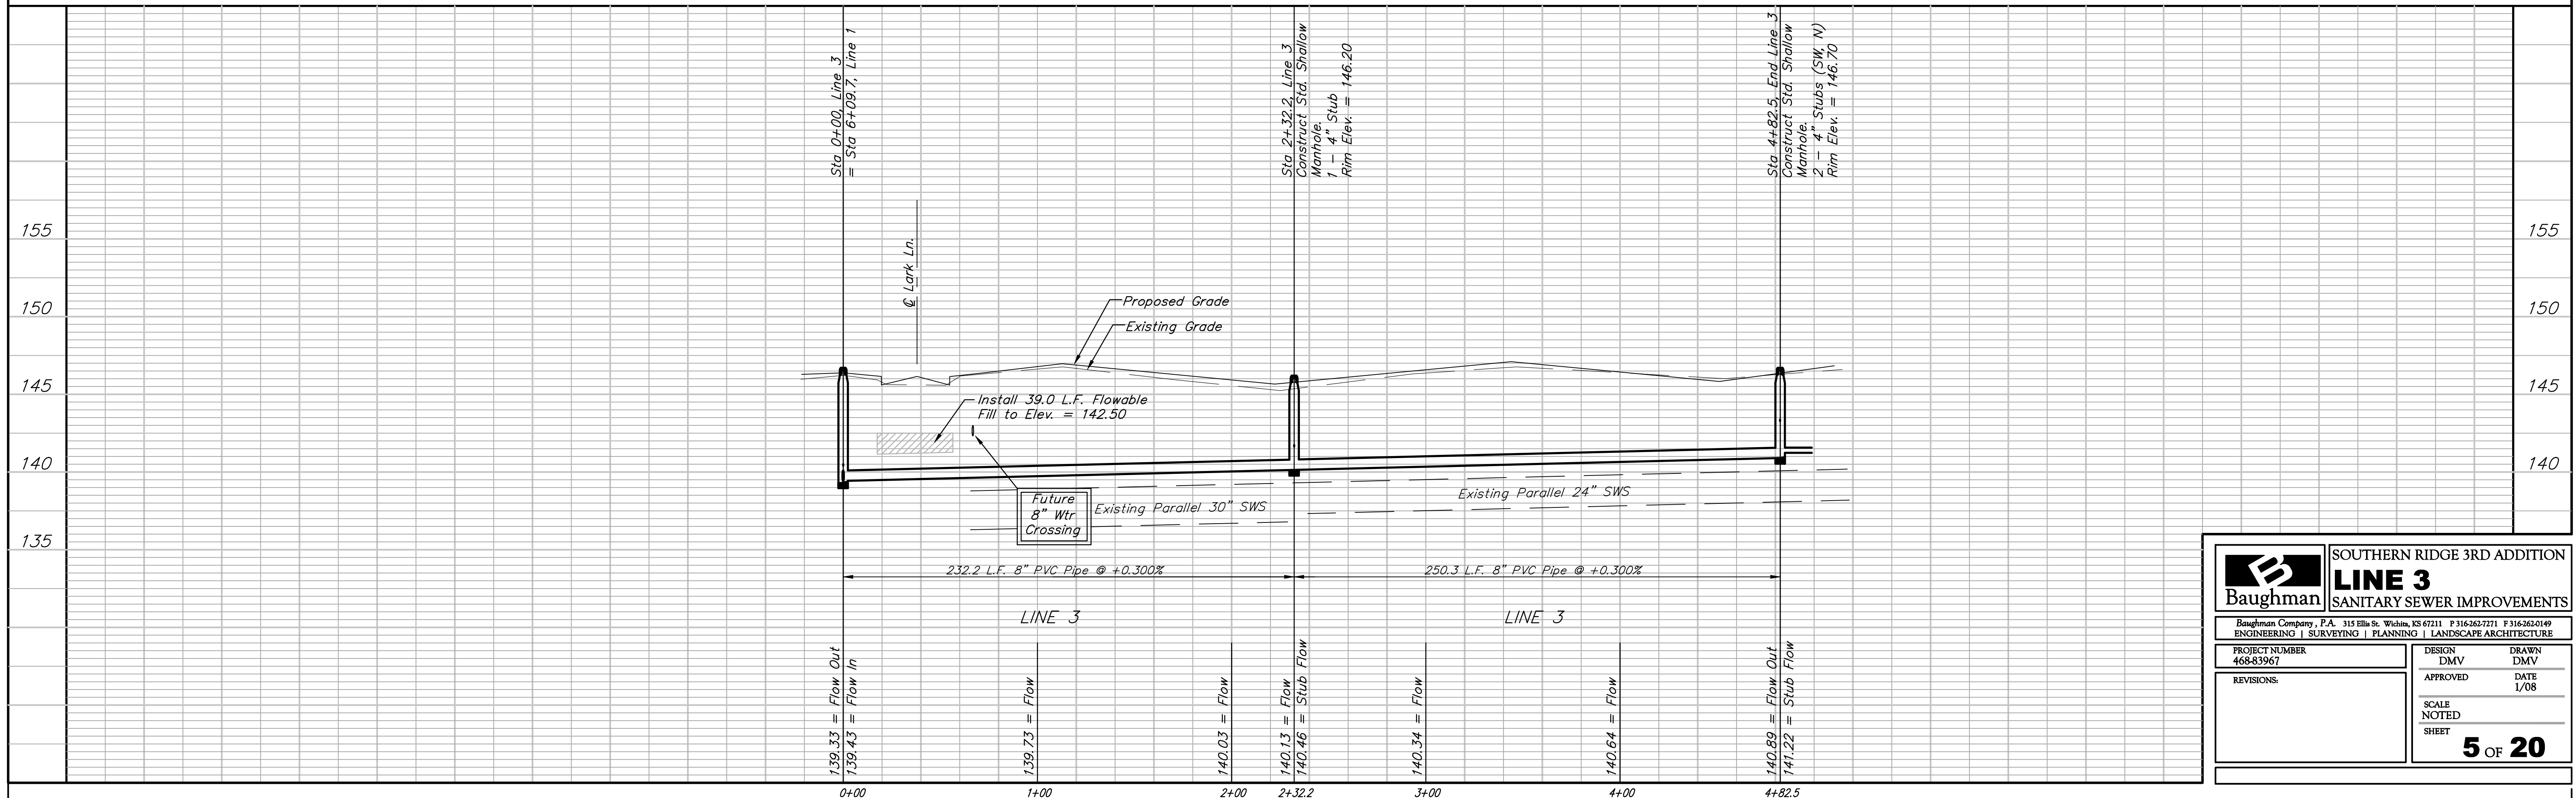 Sta 0+00, Line 3
= Sta 6+09.7, Line 1
Sta 2+32.2, Line 3
Construct Std. Shallow
Manhole.
1 - 4" Stub
Rim Elev. = 146.20
Sta 4+82.5, End Line 3
Construct Std. Shallow
Manhole.
2 - 4" Stubs (SW, N)
Rim Elev. = 146.70
155
150
145
140
135
155
150
145
140
℄ Lark Ln.
Proposed Grade
Existing Grade
Install 39.0 L.F. Flowable
Fill to Elev. = 142.50
Future
8" Wtr
Crossing
Existing Parallel 30" SWS
Existing Parallel 24" SWS
232.2 L.F. 8" PVC Pipe @ +0.300%
250.3 L.F. 8" PVC Pipe @ +0.300%
LINE 3
LINE 3
139.33 = Flow Out
139.43 = Flow In
139.73 = Flow
140.03 = Flow
140.13 = Flow
140.46 = Stub Flow
140.34 = Flow
140.64 = Flow
140.89 = Flow Out
141.22 = Stub Flow
0+00
1+00
2+00
2+32.2
3+00
4+00
4+82.5
B
Baughman
SOUTHERN RIDGE 3RD ADDITION
LINE 3
SANITARY SEWER IMPROVEMENTS
Baughman Company, P.A. 315 Ellis St. Wichita, KS 67211 P 316-262-7271 F 316-262-0149
ENGINEERING | SURVEYING | PLANNING | LANDSCAPE ARCHITECTURE
PROJECT NUMBER
468-83967
REVISIONS:
DESIGN
DMV
DRAWN
DMV
APPROVED
DATE
1/08
SCALE
NOTED
SHEET
5 OF 20